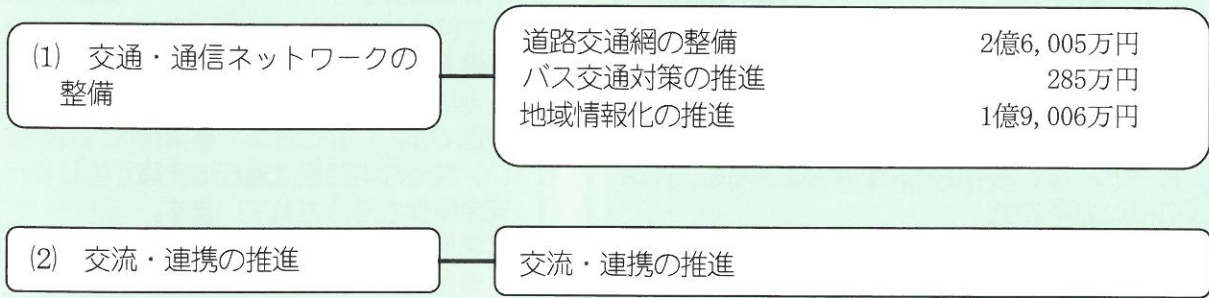 (1) 交通・通信ネットワークの
整備
道路交通網の整備 2億6,005万円
バス交通対策の推進 285万円
地域情報化の推進 1億9,006万円
(2) 交流・連携の推進
交流・連携の推進